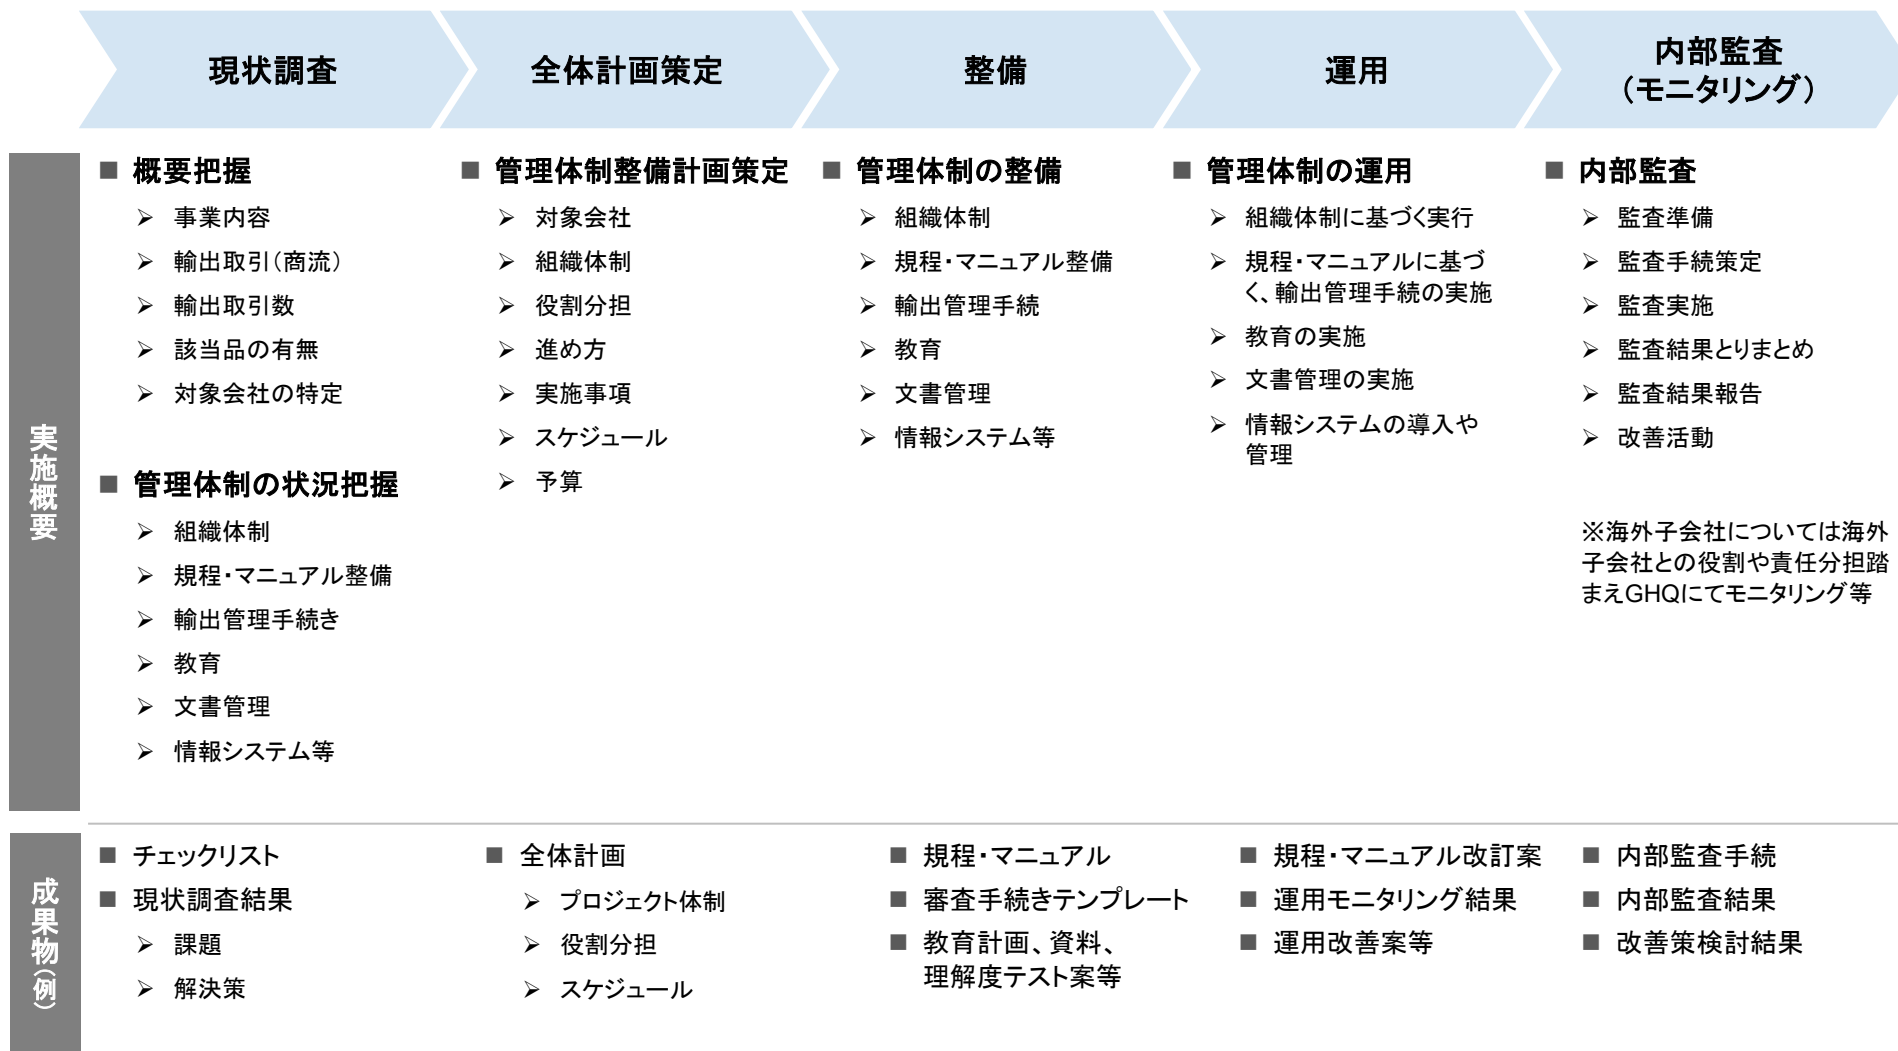 現状調査
全体計画策定
整備
運用
内部監査
（モニタリング）
実施概要
■ 概要把握
➢ 事業内容
➢ 輸出取引（商流）
➢ 輸出取引数
➢ 該当品の有無
➢ 対象会社の特定
■ 管理体制の状況把握
➢ 組織体制
➢ 規程・マニュアル整備
➢ 輸出管理手続き
➢ 教育
➢ 文書管理
➢ 情報システム等
■ 管理体制整備計画策定
➢ 対象会社
➢ 組織体制
➢ 役割分担
➢ 進め方
➢ 実施事項
➢ スケジュール
➢ 予算
■ 管理体制の整備
➢ 組織体制
➢ 規程・マニュアル整備
➢ 輸出管理手続
➢ 教育
➢ 文書管理
➢ 情報システム等
■ 管理体制の運用
➢ 組織体制に基づく実行
➢ 規程・マニュアルに基づ
く、輸出管理手続の実施
➢ 教育の実施
➢ 文書管理の実施
➢ 情報システムの導入や
管理
■ 内部監査
➢ 監査準備
➢ 監査手続策定
➢ 監査実施
➢ 監査結果とりまとめ
➢ 監査結果報告
➢ 改善活動
※海外子会社については海外
子会社との役割や責任分担踏
まえGHQにてモニタリング等
成果物（例）
■ チェックリスト
■ 現状調査結果
➢ 課題
➢ 解決策
■ 全体計画
➢ プロジェクト体制
➢ 役割分担
➢ スケジュール
■ 規程・マニュアル
■ 審査手続きテンプレート
■ 教育計画、資料、
理解度テスト案等
■ 規程・マニュアル改訂案
■ 運用モニタリング結果
■ 運用改善案等
■ 内部監査手続
■ 内部監査結果
■ 改善策検討結果